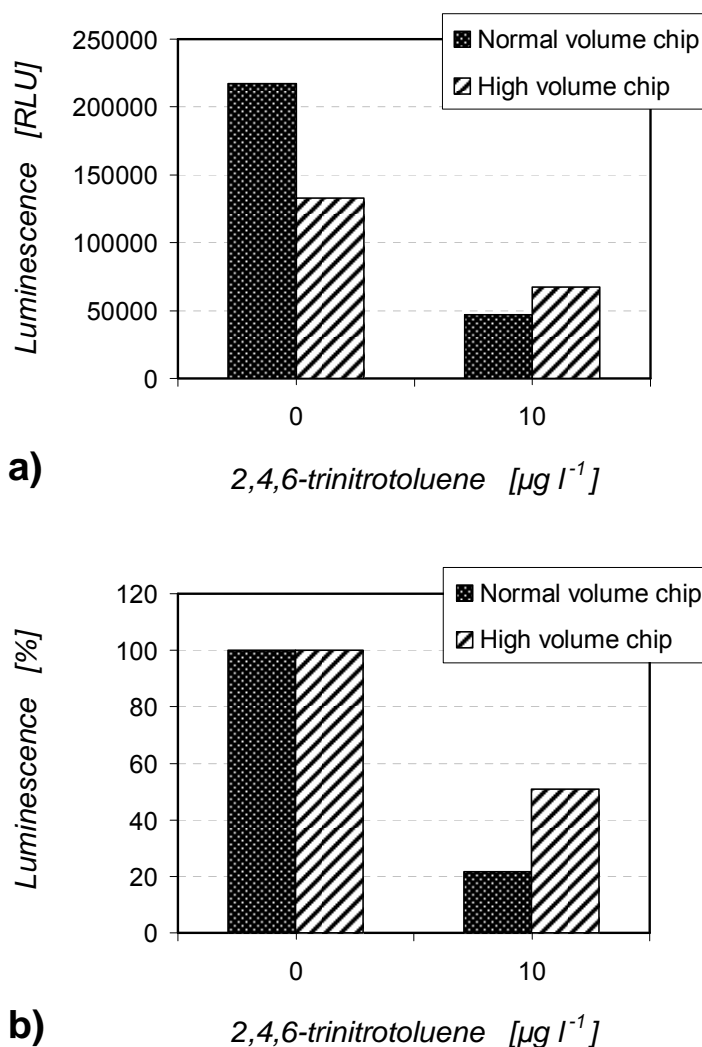 250000
200000
150000
100000
50000
0
Luminescence [RLU]
Normal volume chip
High volume chip
0 10
a)
2,4,6-trinitrotoluene [µg l⁻¹]
120
100
80
60
40
20
0
Luminescence [%]
Normal volume chip
High volume chip
0 10
b)
2,4,6-trinitrotoluene [µg l⁻¹]